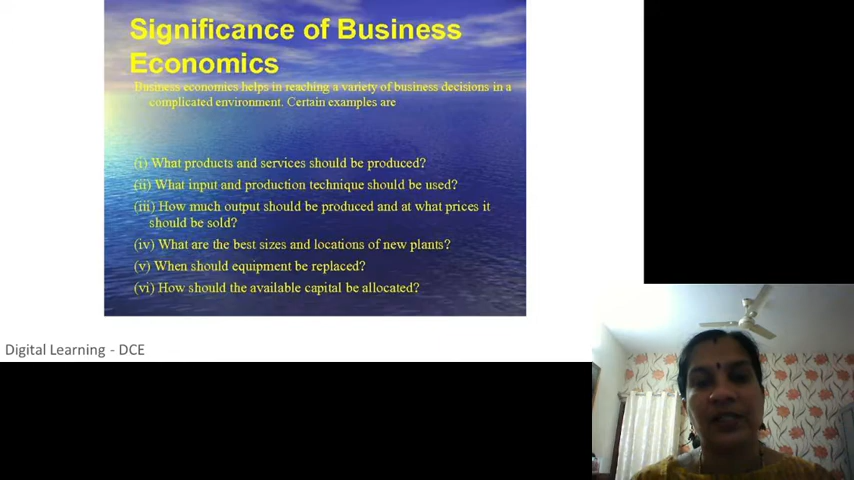 Significance of Business
Economics
Business economics helps in reaching a variety of business decisions in a
complicated environment. Certain examples are
(i) What products and services should be produced?
(ii) What input and production technique should be used?
(iii) How much output should be produced and at what prices it
should be sold?
(iv) What are the best sizes and locations of new plants?
(v) When should equipment be replaced?
(vi) How should the available capital be allocated?
Digital Learning - DCE